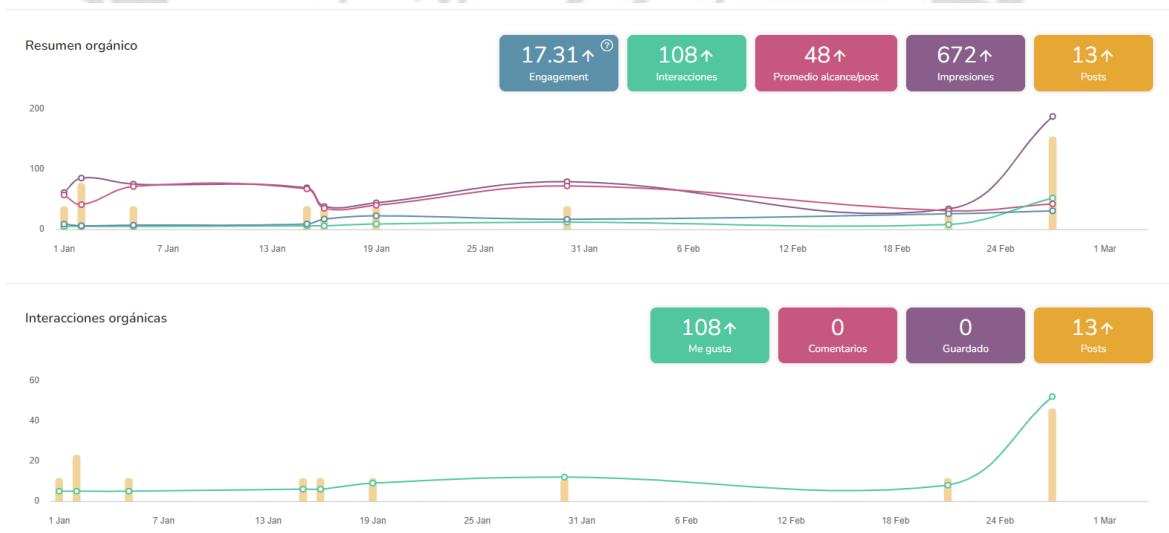 Resumen orgánico
17.31↑ ?
Engagement
108↑
Interacciones
48↑
Promedio alcance/post
672↑
Impresiones
13↑
Posts
200
100
0
1 Jan 7 Jan 13 Jan 19 Jan 25 Jan 31 Jan 6 Feb 12 Feb 18 Feb 24 Feb 1 Mar
Interacciones orgánicas
108↑
Me gusta
0
Comentarios
0
Guardado
13↑
Posts
60
40
20
0
1 Jan 7 Jan 13 Jan 19 Jan 25 Jan 31 Jan 6 Feb 12 Feb 18 Feb 24 Feb 1 Mar